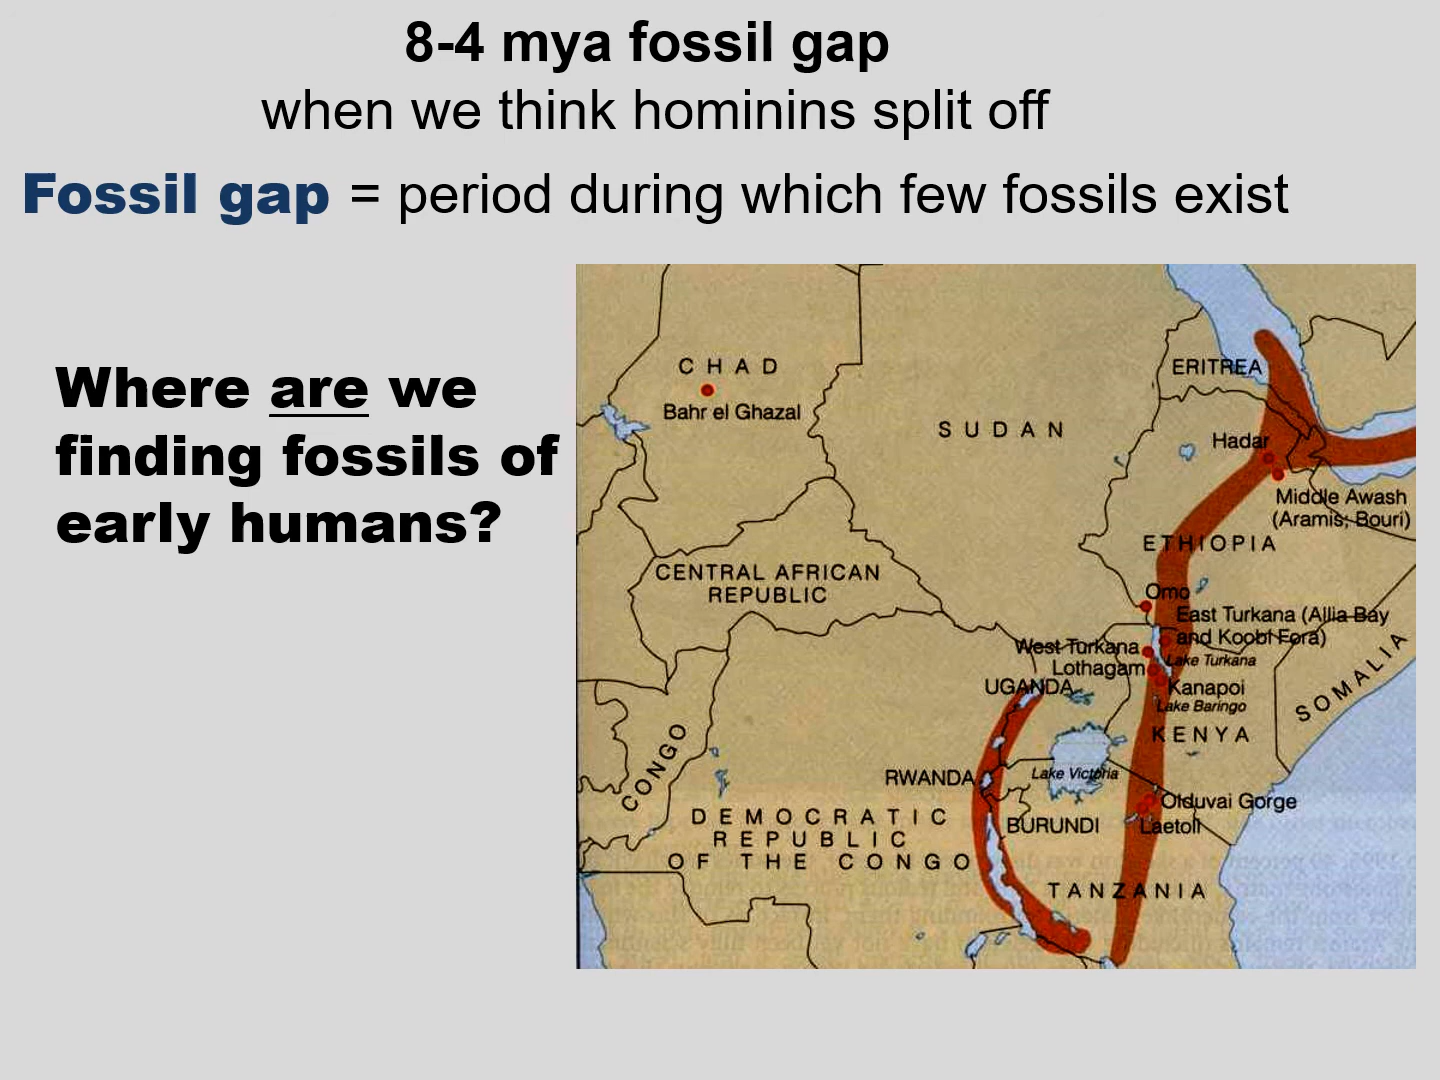 8-4 mya fossil gap
when we think hominins split off
Fossil gap = period during which few fossils exist
Where are we
finding fossils of
early humans?
CHAD
Bahr el Ghazal
SUDAN
ERITREA
Hadar
Middle Awash
(Aramis; Bouri)
ETHIOPIA
CENTRAL AFRICAN
REPUBLIC
Omo
East Turkana (Allia Bay
and Koobi Fora)
West Turkana
Lake Turkana
Lothagam
UGANDA
Kanapoi
Lake Baringo
SOMALIA
KENYA
CONGO
RWANDA
Lake Victoria
Olduvai Gorge
DEMOCRATIC
REPUBLIC
OF THE CONGO
BURUNDI
Laetoli
TANZANIA